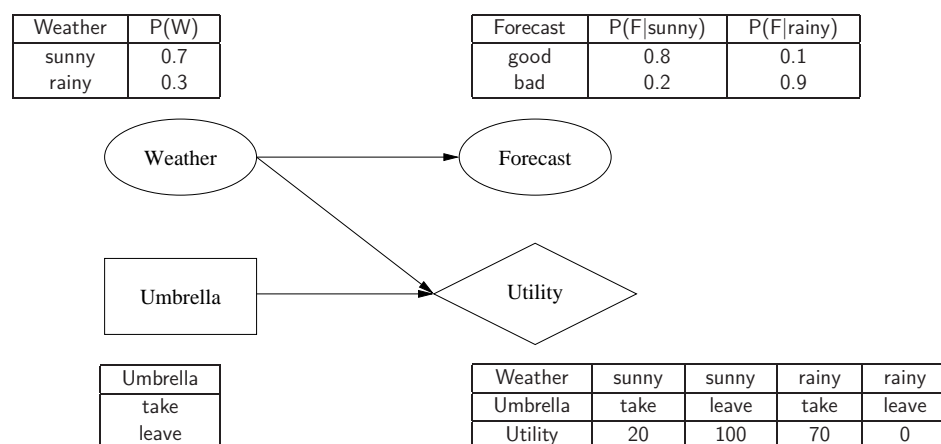 Weather P(W)
sunny 0.7
rainy 0.3
Forecast P(F|sunny) P(F|rainy)
good 0.8 0.1
bad 0.2 0.9
Weather
Forecast
Umbrella
Utility
Umbrella
take
leave
Weather sunny sunny rainy rainy
Umbrella take leave take leave
Utility 20 100 70 0